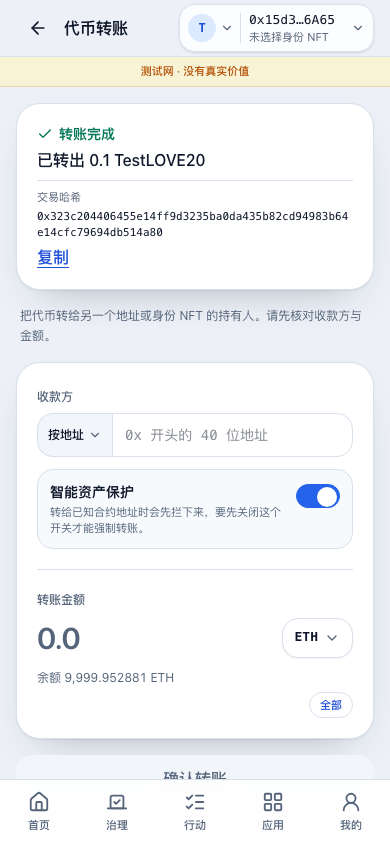 代币转账
T
0x15d3…6A65
未选择身份 NFT
测试网 · 没有真实价值
转账完成
已转出 0.1 TestLOVE20
交易哈希
0x323c204406455e14ff9d3235ba0da435b82cd94983b64
e14cfc79694db514a80
复制
把代币转给另一个地址或身份 NFT 的持有人。请先核对收款方与
金额。
收款方
按地址
0x 开头的 40 位地址
智能资产保护
转给已知合约地址时会先拦下来，要先关闭这个
开关才能强制转账。
转账金额
0.0
ETH
余额 9,999.952881 ETH
全部
确认转账
首页
治理
行动
应用
我的